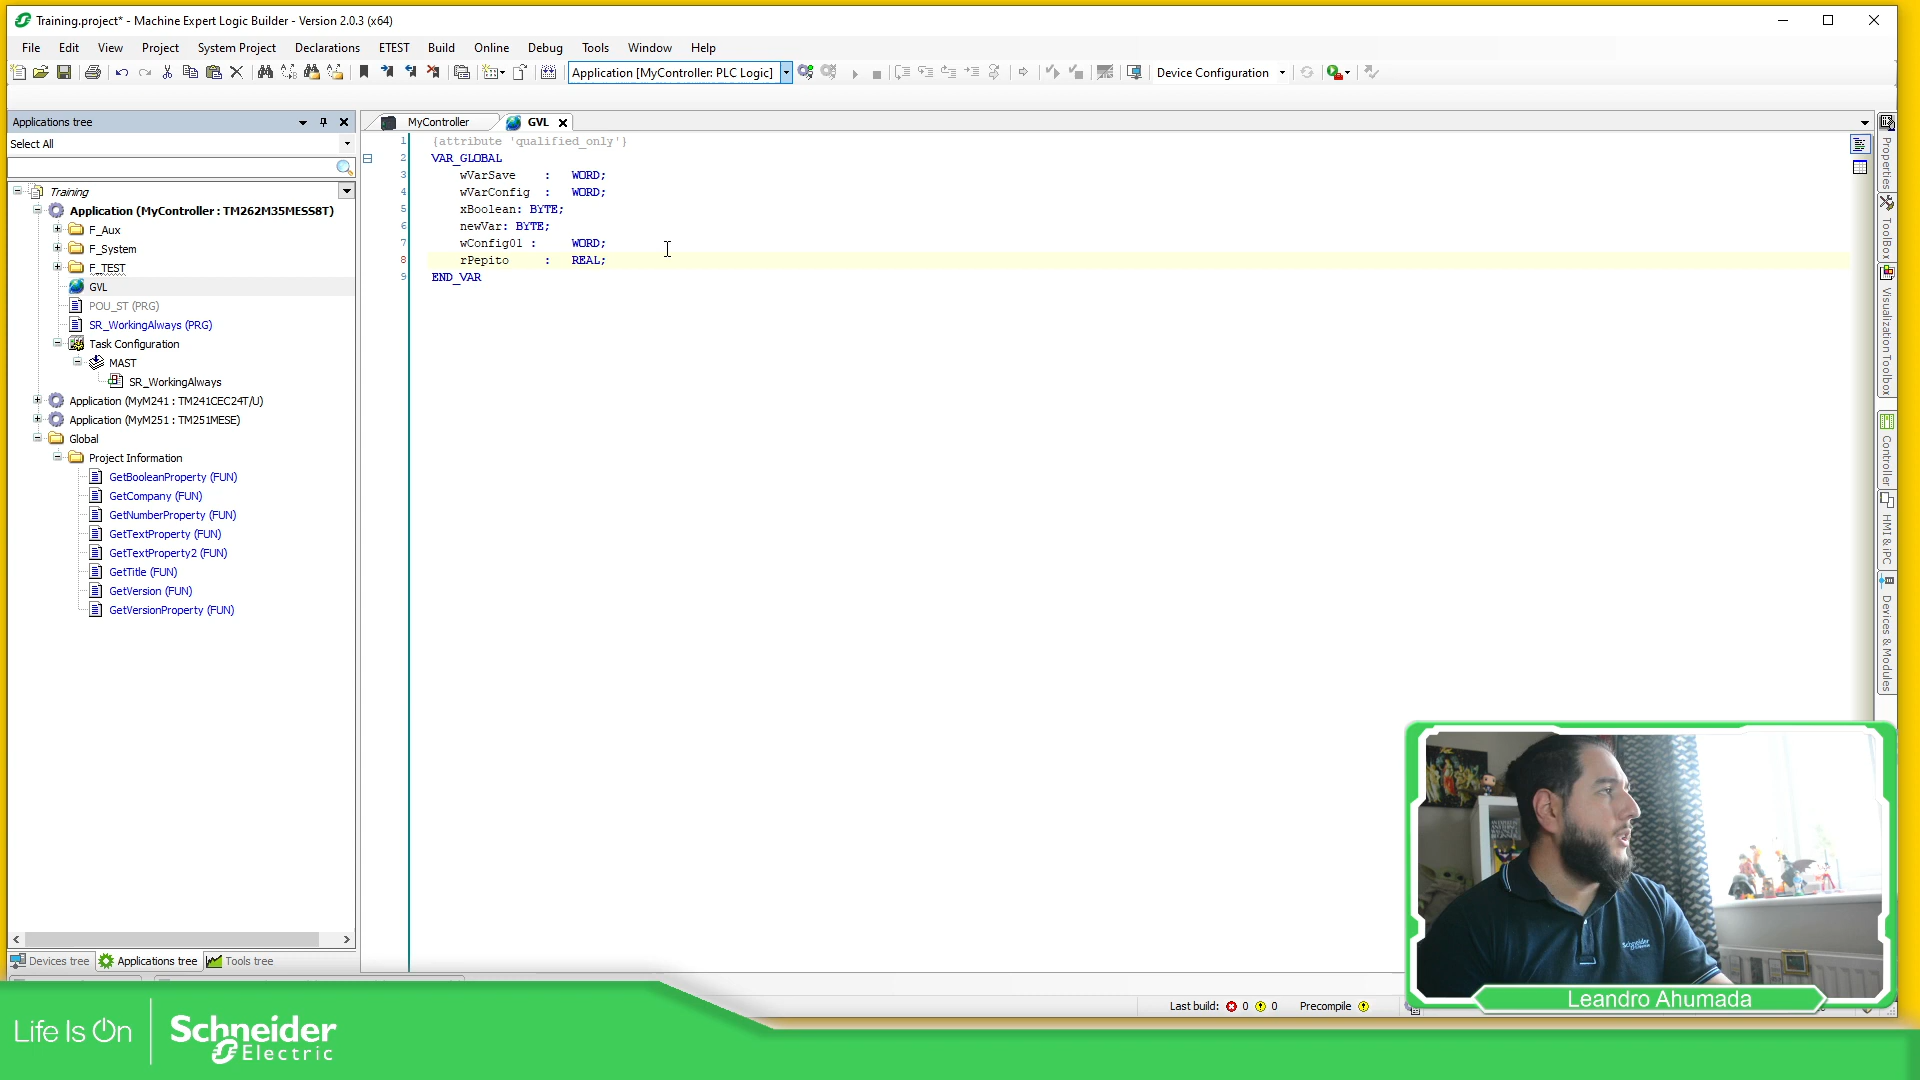 Training.project* - Machine Expert Logic Builder - Version 2.0.3 (x64)
File Edit View Project System Project Declarations ETEST Build Online Debug Tools Window Help
Application [MyController: PLC Logic]
Device Configuration
Applications tree
Select All
Training
Application (MyController : TM262M35MESS8T)
F_Aux
F_System
F_TEST
GVL
POU_ST (PRG)
SR_WorkingAlways (PRG)
Task Configuration
MAST
SR_WorkingAlways
Application (MyM241 : TM241CEC24T/U)
Application (MyM251 : TM251MESE)
Global
Project Information
GetBooleanProperty (FUN)
GetCompany (FUN)
GetNumberProperty (FUN)
GetTextProperty (FUN)
GetTextProperty2 (FUN)
GetTitle (FUN)
GetVersion (FUN)
GetVersionProperty (FUN)
Devices tree Applications tree Tools tree
MyController GVL
1 {attribute 'qualified_only'}
2 VAR_GLOBAL
3 wVarSave : WORD;
4 wVarConfig : WORD;
5 xBoolean: BYTE;
6 newVar: BYTE;
7 wConfig01 : WORD;
8 rPepito : REAL;
9 END_VAR
Properties
ToolBox
Visualization Toolbox
Controller
HMI & iPC
Devices & Modules
Last build: 0 0 Precompile
Leandro Ahumada
Schneider
Life Is On
Schneider
Electric